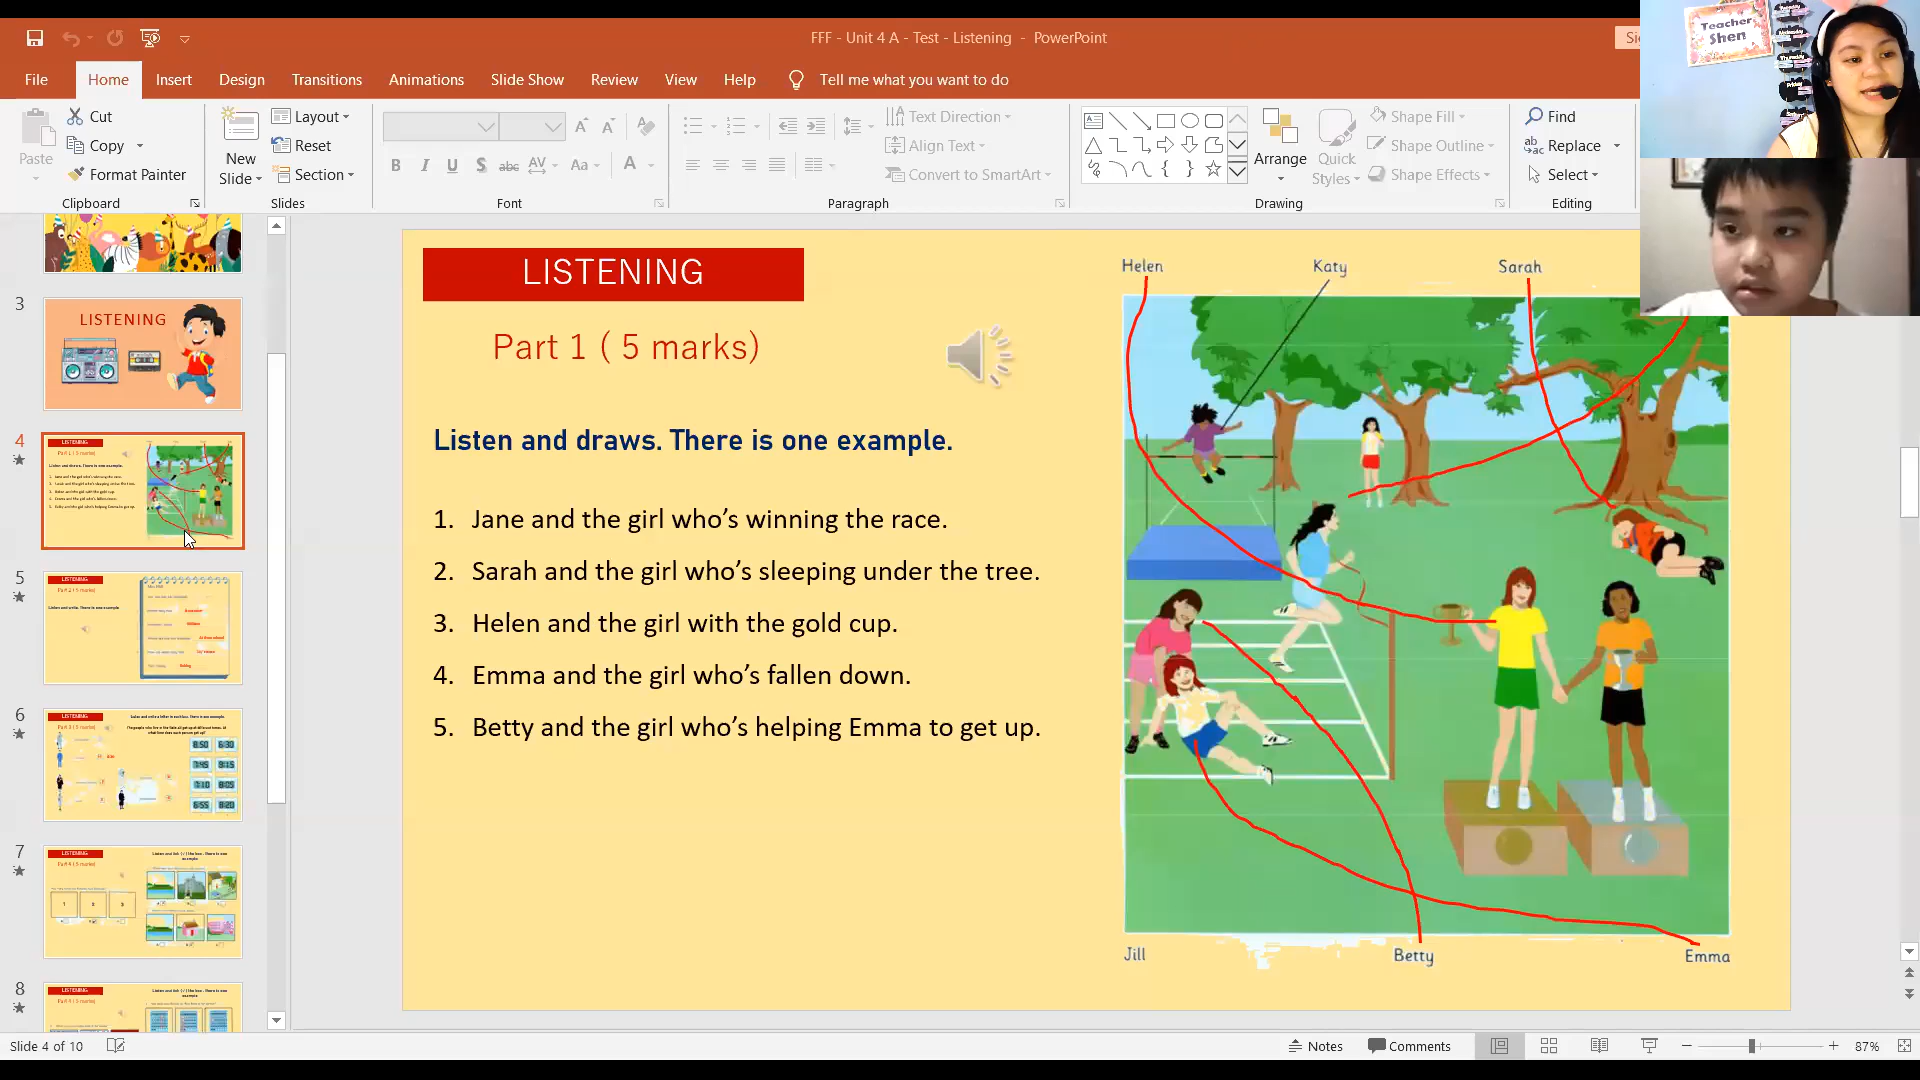 FFF - Unit 4 A - Test - Listening - PowerPoint
Teacher Shen
File Home Insert Design Transitions Animations Slide Show Review View Help Tell me what you want to do
Paste
Cut
Copy
Format Painter
Clipboard
New Slide
Layout
Reset
Section
Slides
Font
Text Direction
Align Text
Convert to SmartArt
Paragraph
Arrange
Quick Styles
Shape Fill
Shape Outline
Shape Effects
Drawing
Find
Replace
Select
Editing
3
LISTENING
4
5
6
7
8
LISTENING
Part 1 ( 5 marks)
Listen and draws. There is one example.
1. Jane and the girl who’s winning the race.
2. Sarah and the girl who’s sleeping under the tree.
3. Helen and the girl with the gold cup.
4. Emma and the girl who’s fallen down.
5. Betty and the girl who’s helping Emma to get up.
Helen Katy Sarah
Jill Betty Emma
Slide 4 of 10
Notes Comments 87%